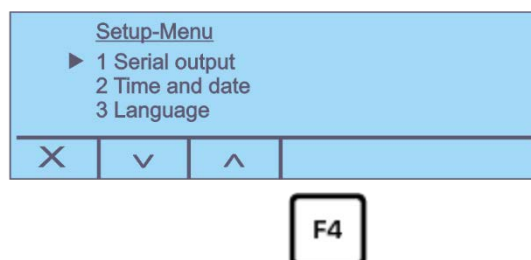 Setup-Menu
▶ 1 Serial output
2 Time and date
3 Language
X v ^
F4